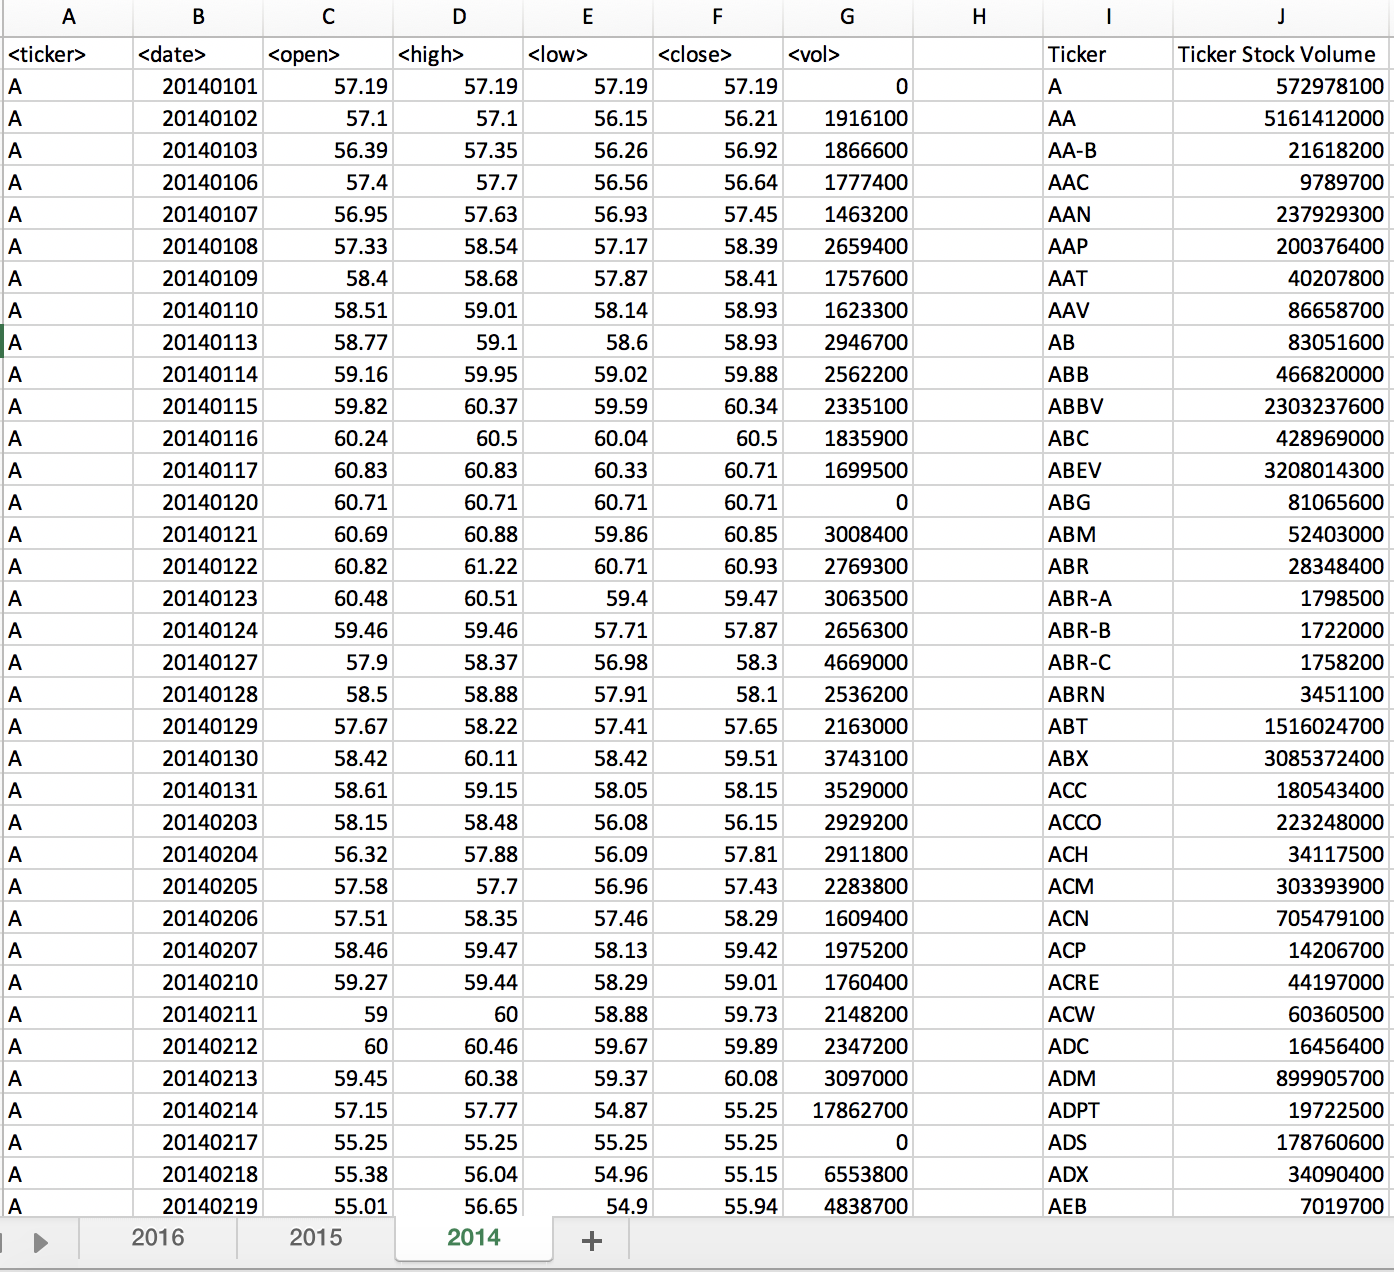 A B C D E F G H I J
<ticker> <date> <open> <high> <low> <close> <vol> Ticker Ticker Stock Volume
A 20140101 57.19 57.19 57.19 57.19 0 A 572978100
A 20140102 57.1 57.1 56.15 56.21 1916100 AA 5161412000
A 20140103 56.39 57.35 56.26 56.92 1866600 AA-B 21618200
A 20140106 57.4 57.7 56.56 56.64 1777400 AAC 9789700
A 20140107 56.95 57.63 56.93 57.45 1463200 AAN 237929300
A 20140108 57.33 58.54 57.17 58.39 2659400 AAP 200376400
A 20140109 58.4 58.68 57.87 58.41 1757600 AAT 40207800
A 20140110 58.51 59.01 58.14 58.93 1623300 AAV 86658700
A 20140113 58.77 59.1 58.6 58.93 2946700 AB 83051600
A 20140114 59.16 59.95 59.02 59.88 2562200 ABB 466820000
A 20140115 59.82 60.37 59.59 60.34 2335100 ABBV 2303237600
A 20140116 60.24 60.5 60.04 60.5 1835900 ABC 428969000
A 20140117 60.83 60.83 60.33 60.71 1699500 ABEV 3208014300
A 20140120 60.71 60.71 60.71 60.71 0 ABG 81065600
A 20140121 60.69 60.88 59.86 60.85 3008400 ABM 52403000
A 20140122 60.82 61.22 60.71 60.93 2769300 ABR 28348400
A 20140123 60.48 60.51 59.4 59.47 3063500 ABR-A 1798500
A 20140124 59.46 59.46 57.71 57.87 2656300 ABR-B 1722000
A 20140127 57.9 58.37 56.98 58.3 4669000 ABR-C 1758200
A 20140128 58.5 58.88 57.91 58.1 2536200 ABRN 3451100
A 20140129 57.67 58.22 57.41 57.65 2163000 ABT 1516024700
A 20140130 58.42 60.11 58.42 59.51 3743100 ABX 3085372400
A 20140131 58.61 59.15 58.05 58.15 3529000 ACC 180543400
A 20140203 58.15 58.48 56.08 56.15 2929200 ACCO 223248000
A 20140204 56.32 57.88 56.09 57.81 2911800 ACH 34117500
A 20140205 57.58 57.7 56.96 57.43 2283800 ACM 303393900
A 20140206 57.51 58.35 57.46 58.29 1609400 ACN 705479100
A 20140207 58.46 59.47 58.13 59.42 1975200 ACP 14206700
A 20140210 59.27 59.44 58.29 59.01 1760400 ACRE 44197000
A 20140211 59 60 58.88 59.73 2148200 ACW 60360500
A 20140212 60 60.46 59.67 59.89 2347200 ADC 16456400
A 20140213 59.45 60.38 59.37 60.08 3097000 ADM 899905700
A 20140214 57.15 57.77 54.87 55.25 17862700 ADPT 19722500
A 20140217 55.25 55.25 55.25 55.25 0 ADS 178760600
A 20140218 55.38 56.04 54.96 55.15 6553800 ADX 34090400
A 20140219 55.01 56.65 54.9 55.94 4838700 AEB 7019700
2016 2015 2014 +